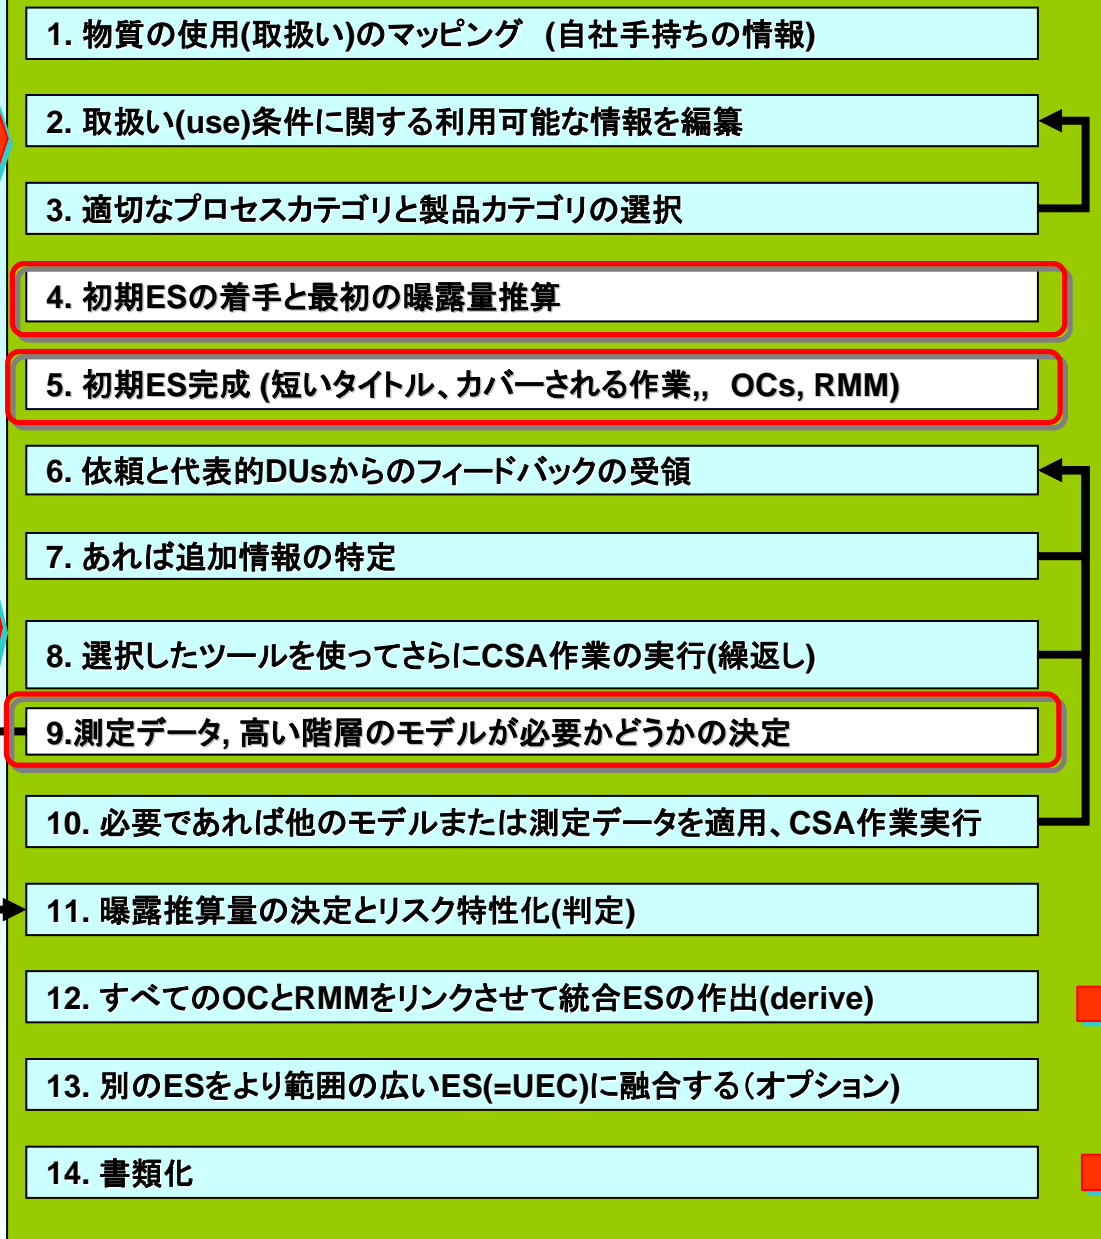 1. 物質の使用(取扱い)のマッピング (自社手持ちの情報)
2. 取扱い(use)条件に関する利用可能な情報を編纂
3. 適切なプロセスカテゴリと製品カテゴリの選択
4. 初期ESの着手と最初の曝露量推算
5. 初期ES完成 (短いタイトル、カバーされる作業,, OCs, RMM)
6. 依頼と代表的DUsからのフィードバックの受領
7. あれば追加情報の特定
8. 選択したツールを使ってさらにCSA作業の実行(繰返し)
9.測定データ, 高い階層のモデルが必要かどうかの決定
10. 必要であれば他のモデルまたは測定データを適用、CSA作業実行
11. 曝露推算量の決定とリスク特性化(判定)
12. すべてのOCとRMMをリンクさせて統合ESの作出(derive)
13. 別のESをより範囲の広いES(=UEC)に融合する(オプション)
14. 書類化